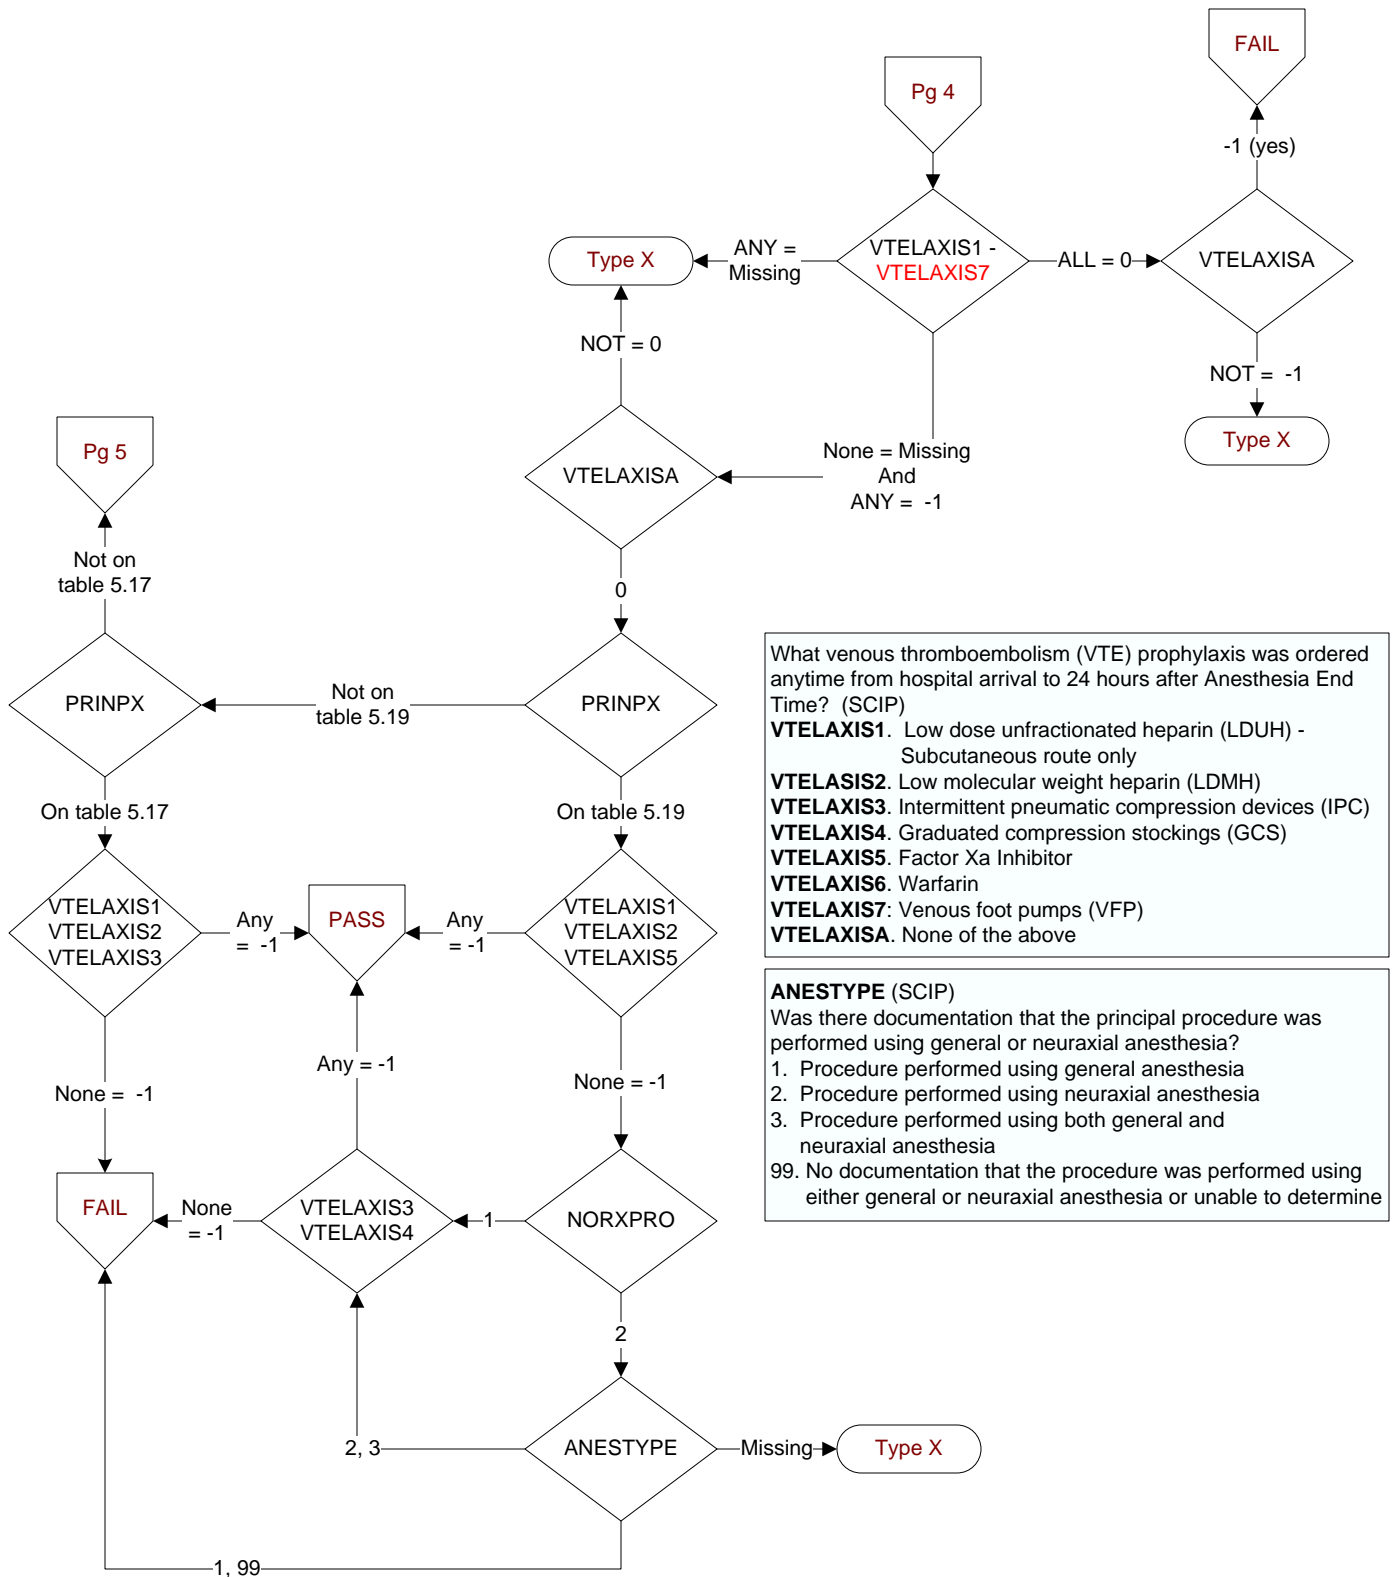 FAIL
Pg 4
-1 (yes)
VTELAXIS1 -
VTELAXIS7
ANY =
Missing
Type X
ALL = 0
VTELAXISA
NOT = 0
NOT =  -1
Type X
None = Missing
And
ANY =  -1
VTELAXISA
Pg 5
Not on
table 5.17
0
PRINPX
Not on
table 5.19
PRINPX
On table 5.17
On table 5.19
VTELAXIS1
VTELAXIS2
VTELAXIS3
Any
=  -1
PASS
Any
=-1
VTELAXIS1
VTELAXIS2
VTELAXIS5
None =  -1
Any = -1
None = -1
FAIL
None
= -1
VTELAXIS3
VTELAXIS4
1
NORXPRO
2
2, 3
ANESTYPE
Missing
Type X
1, 99
What venous thromboembolism (VTE) prophylaxis was ordered
anytime from hospital arrival to 24 hours after Anesthesia End
Time?  (SCIP)
VTELAXIS1.  Low dose unfractionated heparin (LDUH) -
Subcutaneous route only
VTELASIS2. Low molecular weight heparin (LDMH)
VTELAXIS3. Intermittent pneumatic compression devices (IPC)
VTELAXIS4. Graduated compression stockings (GCS)
VTELAXIS5. Factor Xa Inhibitor
VTELAXIS6. Warfarin
VTELAXIS7: Venous foot pumps (VFP)
VTELAXISA. None of the above
ANESTYPE (SCIP)
Was there documentation that the principal procedure was
performed using general or neuraxial anesthesia?
1.  Procedure performed using general anesthesia
2.  Procedure performed using neuraxial anesthesia
3.  Procedure performed using both general and
neuraxial anesthesia
99. No documentation that the procedure was performed using
either general or neuraxial anesthesia or unable to determine